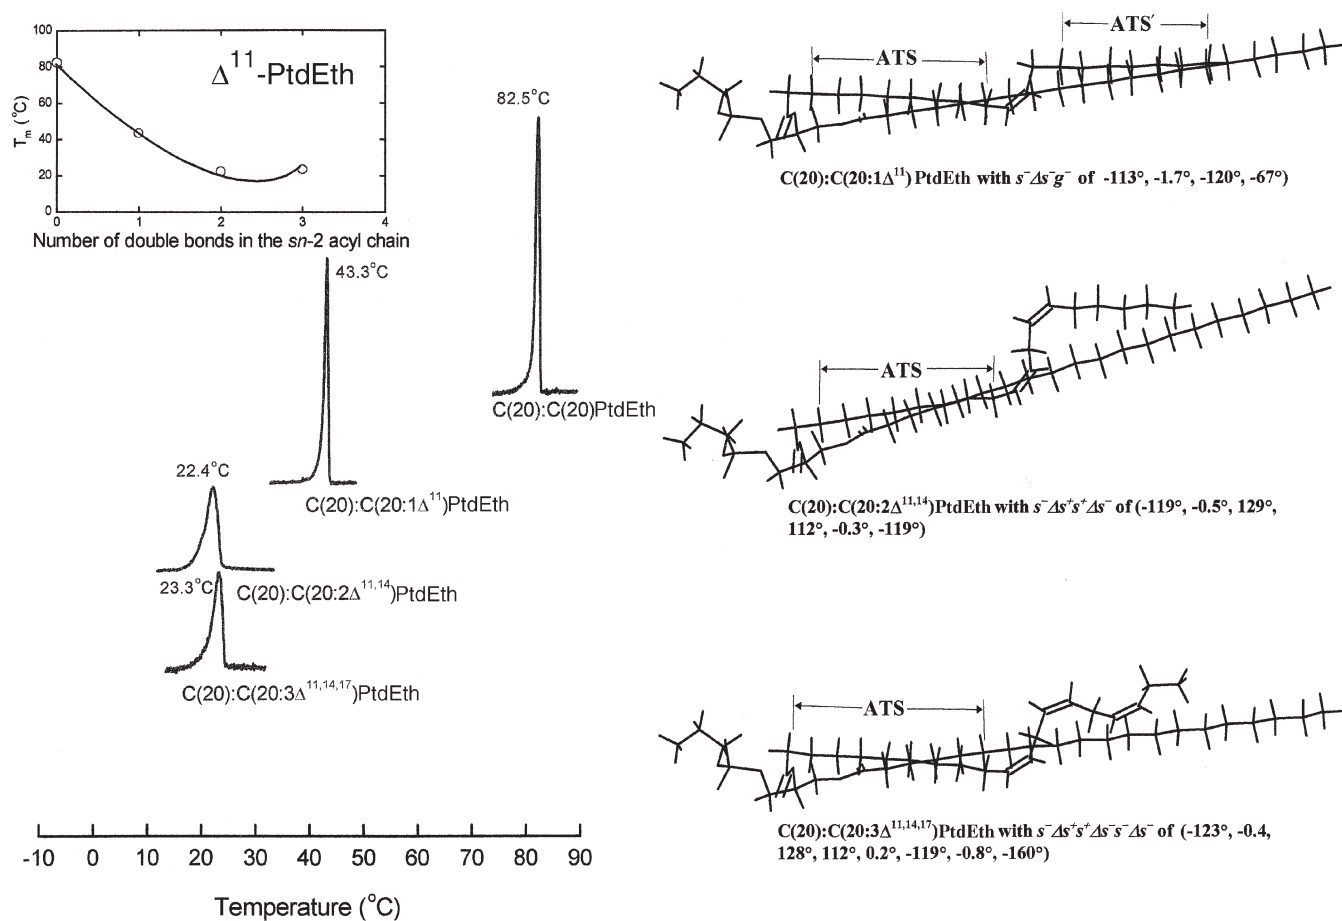 100
80
60
40
20
0
T_m (°C)
Δ¹¹-PtdEth
0 1 2 3 4
Number of double bonds in the sn-2 acyl chain
82.5°C
C(20):C(20)PtdEth
43.3°C
C(20):C(20:1Δ¹¹)PtdEth
22.4°C
C(20):C(20:2Δ¹¹,¹⁴)PtdEth
23.3°C
C(20):C(20:3Δ¹¹,¹⁴,¹⁷)PtdEth
-10 0 10 20 30 40 50 60 70 80 90
Temperature (°C)
ATS
ATS′
C(20):C(20:1Δ¹¹) PtdEth with s⁻Δs⁻g⁻ of -113°, -1.7°, -120°, -67°)
ATS
C(20):C(20:2Δ¹¹,¹⁴)PtdEth with s⁻Δs⁺s⁺Δs⁻ of (-119°, -0.5°, 129°,
112°, -0.3°, -119°)
ATS
C(20):C(20:3Δ¹¹,¹⁴,¹⁷)PtdEth with s⁻Δs⁺s⁺Δs⁻s⁻Δs⁻ of (-123°, -0.4,
128°, 112°, 0.2°, -119°, -0.8°, -160°)